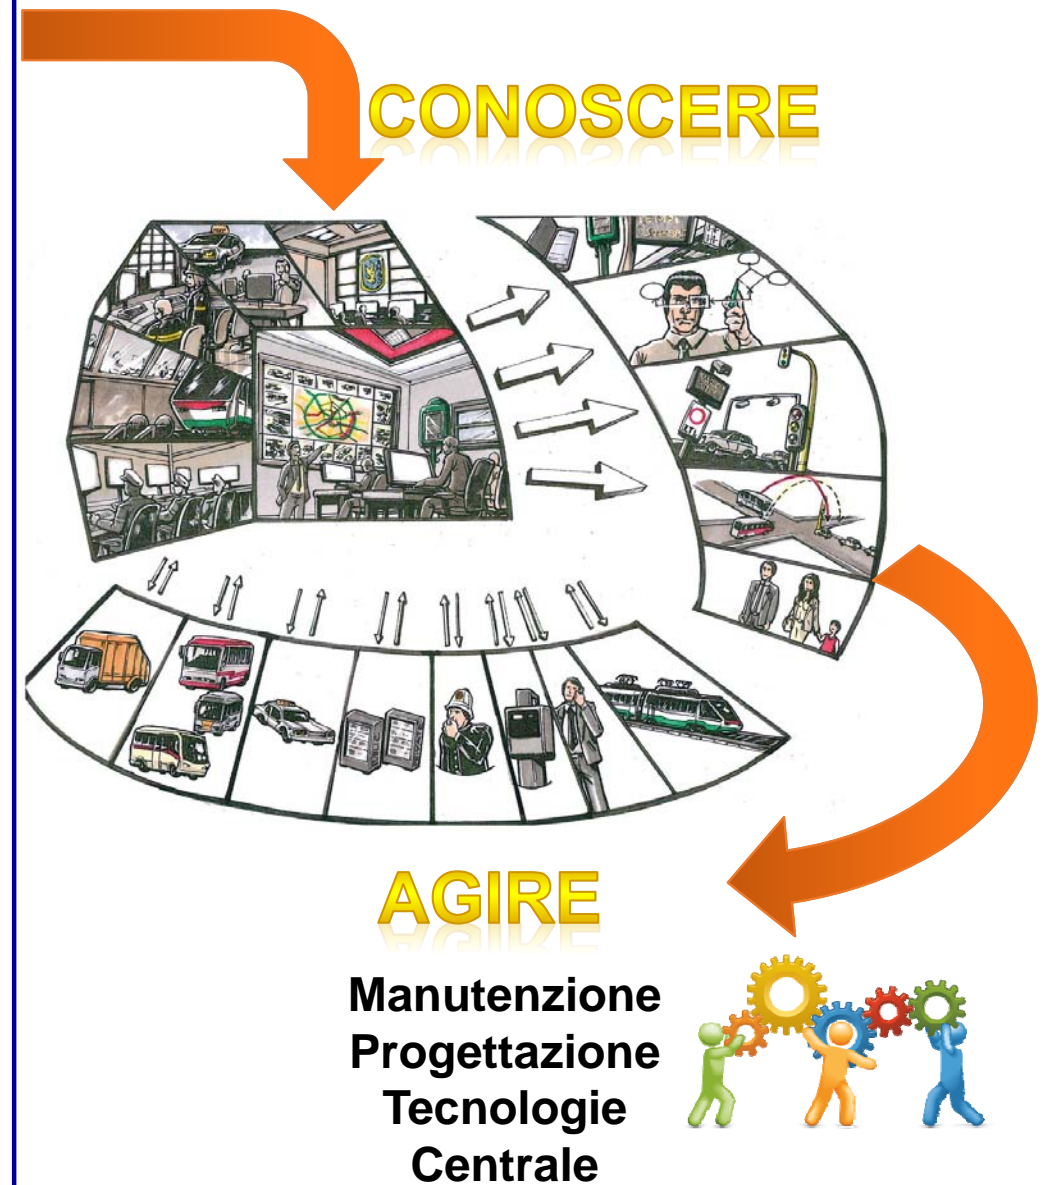 CONOSCERE
AGIRE
Manutenzione
Progettazione
Tecnologie
Centrale